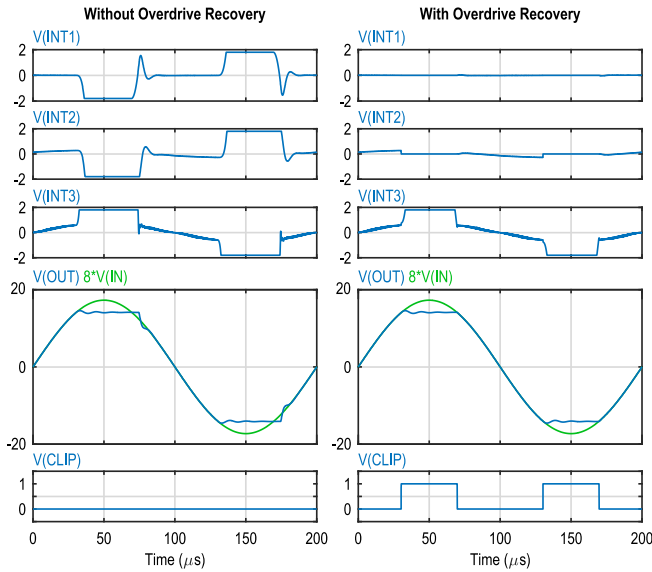 Without Overdrive Recovery
V(INT1)
2
0
-2
V(INT2)
2
0
-2
V(INT3)
2
0
-2
V(OUT) 8*V(IN)
20
0
-20
V(CLIP)
1
0
0 50 100 150 200
Time (μs)
With Overdrive Recovery
V(INT1)
2
0
-2
V(INT2)
2
0
-2
V(INT3)
2
0
-2
V(OUT) 8*V(IN)
20
0
-20
V(CLIP)
1
0
0 50 100 150 200
Time (μs)